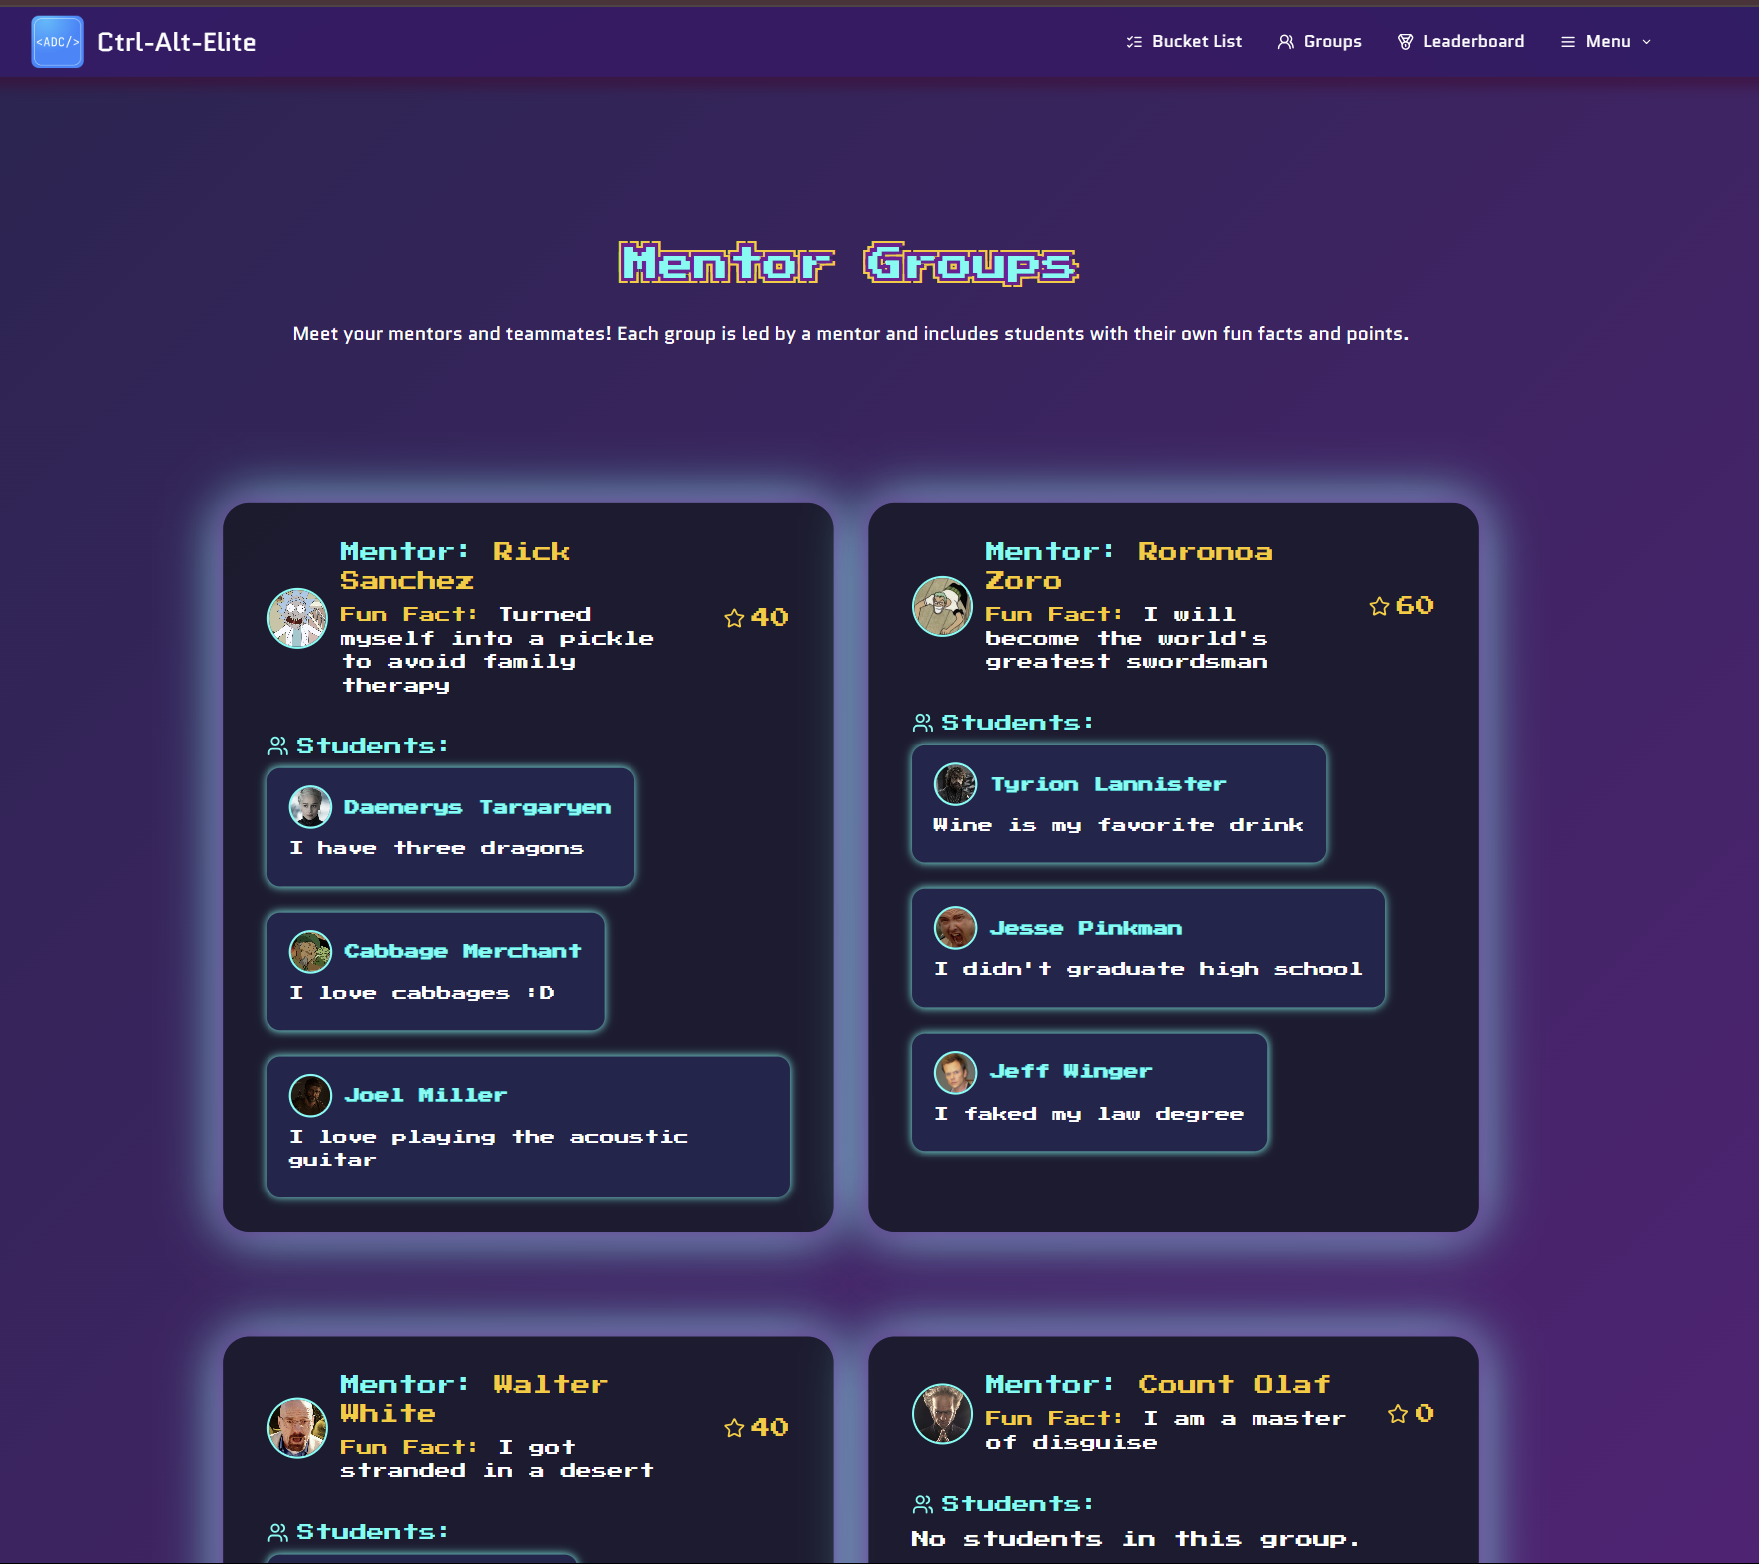 <ADC/> Ctrl-Alt-Elite Bucket List Groups Leaderboard Menu
Mentor Groups
Meet your mentors and teammates! Each group is led by a mentor and includes students with their own fun facts and points.
Mentor: Rick
Sanchez
Fun Fact: Turned
myself into a pickle
to avoid family
therapy
40
Students:
Daenerys Targaryen
I have three dragons
Cabbage Merchant
I love cabbages :D
Joel Miller
I love playing the acoustic
guitar
Mentor: Roronoa
Zoro
Fun Fact: I will
become the world's
greatest swordsman
60
Students:
Tyrion Lannister
Wine is my favorite drink
Jesse Pinkman
I didn't graduate high school
Jeff Winger
I faked my law degree
Mentor: Walter
White
Fun Fact: I got
stranded in a desert
40
Students:
Mentor: Count Olaf
Fun Fact: I am a master
of disguise
0
Students:
No students in this group.